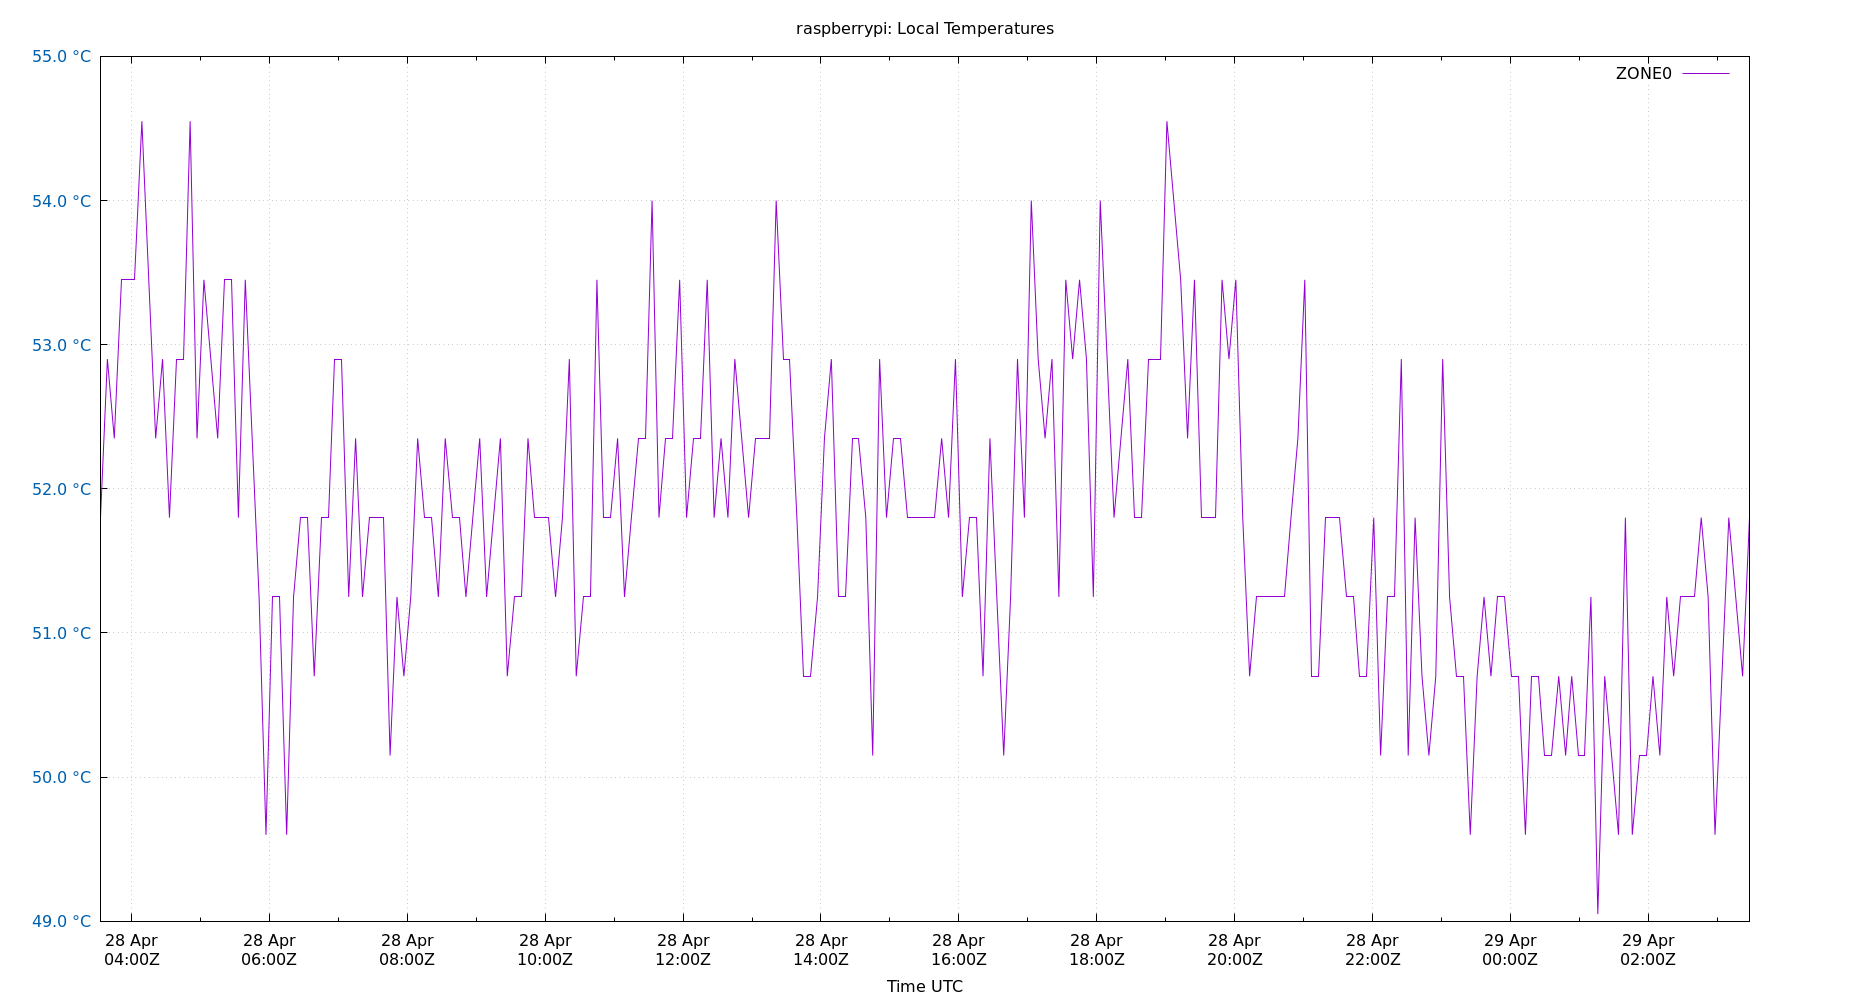 raspberrypi: Local Temperatures
ZONE0
55.0 °C
54.0 °C
53.0 °C
52.0 °C
51.0 °C
50.0 °C
49.0 °C
28 Apr 28 Apr 28 Apr 28 Apr 28 Apr 28 Apr 28 Apr 28 Apr 28 Apr 28 Apr 29 Apr 29 Apr
04:00Z 06:00Z 08:00Z 10:00Z 12:00Z 14:00Z 16:00Z 18:00Z 20:00Z 22:00Z 00:00Z 02:00Z
Time UTC